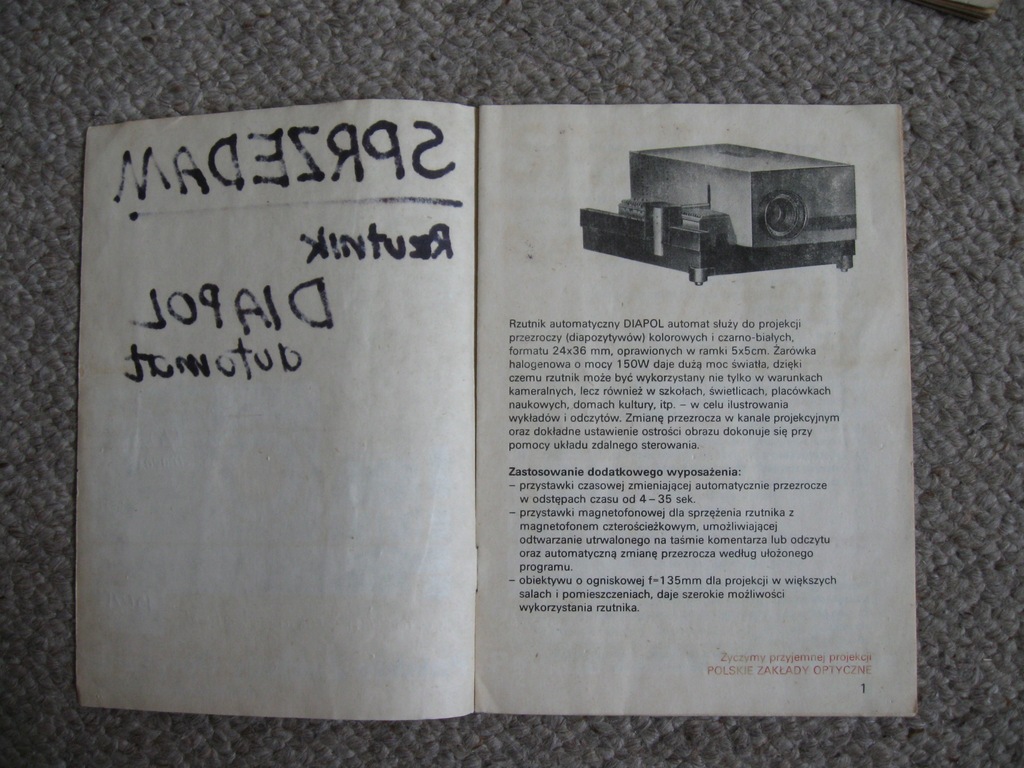 SPRZEDAM
Rzutnik
DIAPOL
automat
Rzutnik automatyczny DIAPOL automat służy do projekcji
przezroczy (diapozytywów) kolorowych i czarno-białych,
formatu 24x36 mm, oprawionych w ramki 5x5cm. Żarówka
halogenowa o mocy 150W daje dużą moc światła, dzięki
czemu rzutnik może być wykorzystany nie tylko w warunkach
kameralnych, lecz również w szkołach, świetlicach, placówkach
naukowych, domach kultury, itp. – w celu ilustrowania
wykładów i odczytów. Zmianę przezrocza w kanale projekcyjnym
oraz dokładne ustawienie ostrości obrazu dokonuje się przy
pomocy układu zdalnego sterowania.
Zastosowanie dodatkowego wyposażenia:
– przystawki czasowej zmieniającej automatycznie przezrocze
w odstępach czasu od 4 – 35 sek.
– przystawki magnetofonowej dla sprzężenia rzutnika z
magnetofonem czterościeżkowym, umożliwiającej
odtwarzanie utrwalonego na taśmie komentarza lub odczytu
oraz automatyczną zmianę przezrocza według ułożonego
programu.
– obiektywu o ogniskowej f=135mm dla projekcji w większych
salach i pomieszczeniach, daje szerokie możliwości
wykorzystania rzutnika.
Życzymy przyjemnej projekcji
POLSKIE ZAKŁADY OPTYCZNE
1